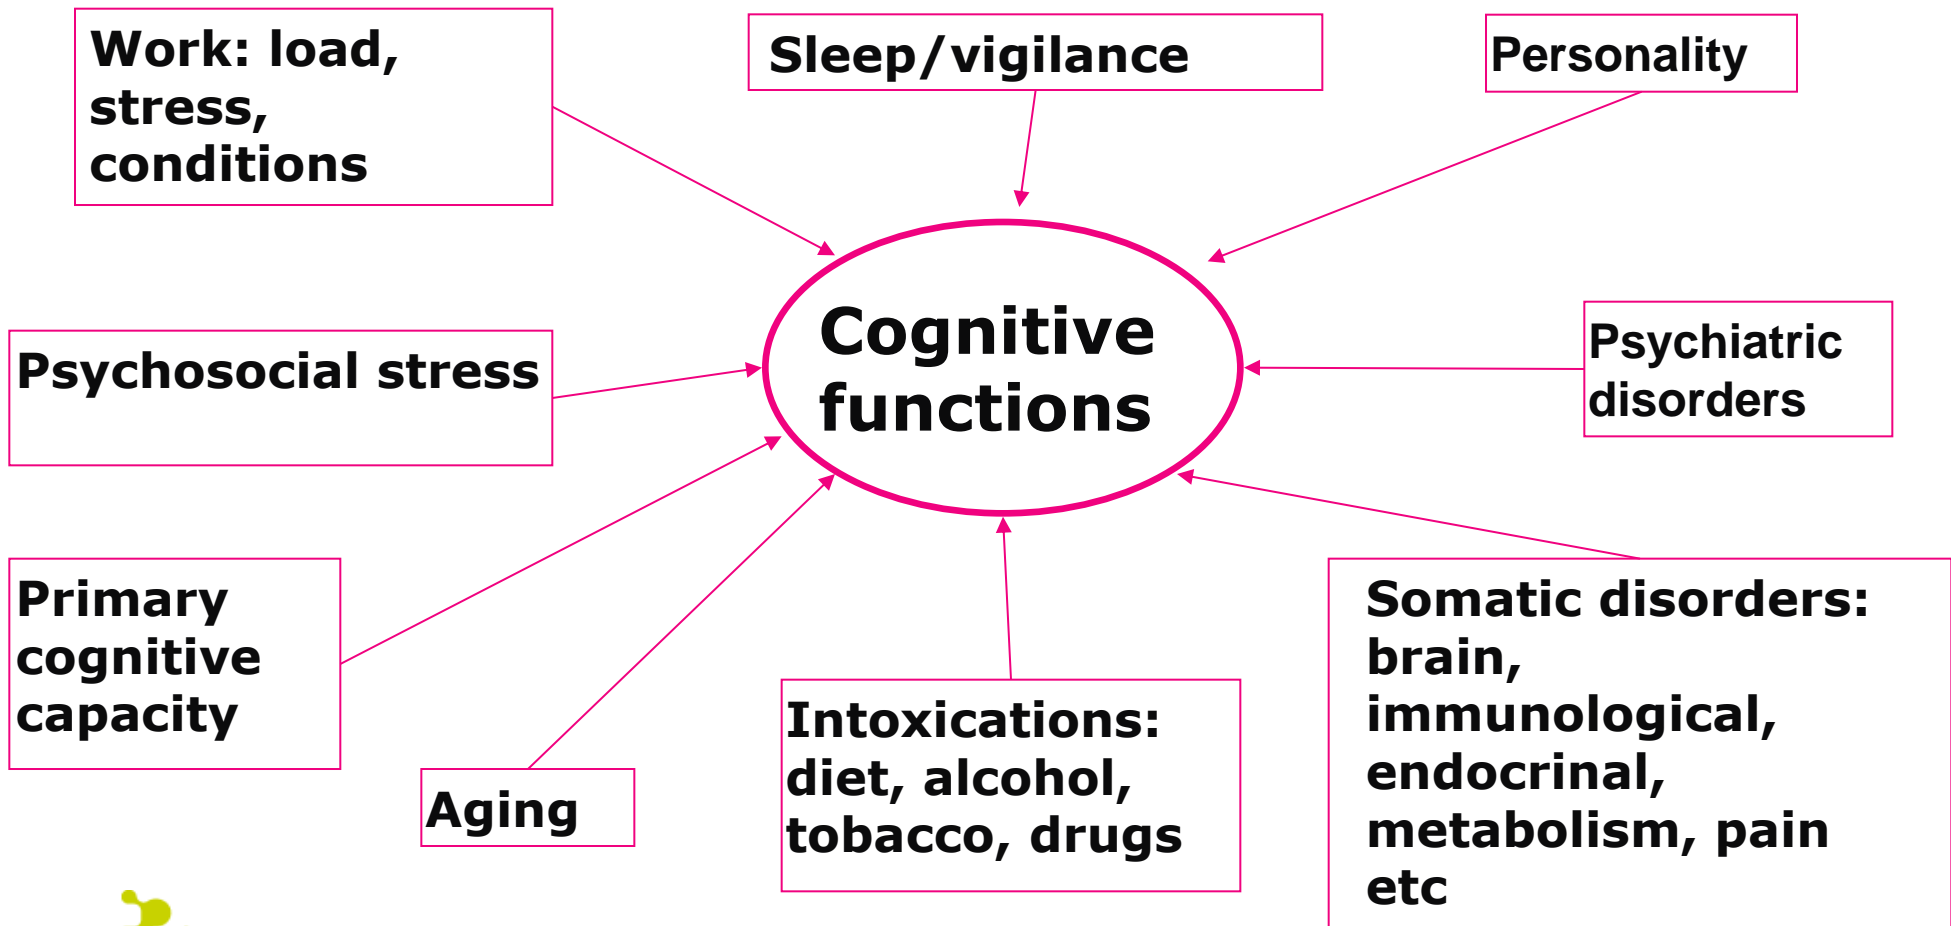 Work: load,
stress,
conditions
Sleep/vigilance
Personality
Cognitive
functions
Psychosocial stress
Psychiatric
disorders
Primary
cognitive
capacity
Aging
Intoxications:
diet, alcohol,
tobacco, drugs
Somatic disorders:
brain,
immunological,
endocrinal,
metabolism, pain
etc